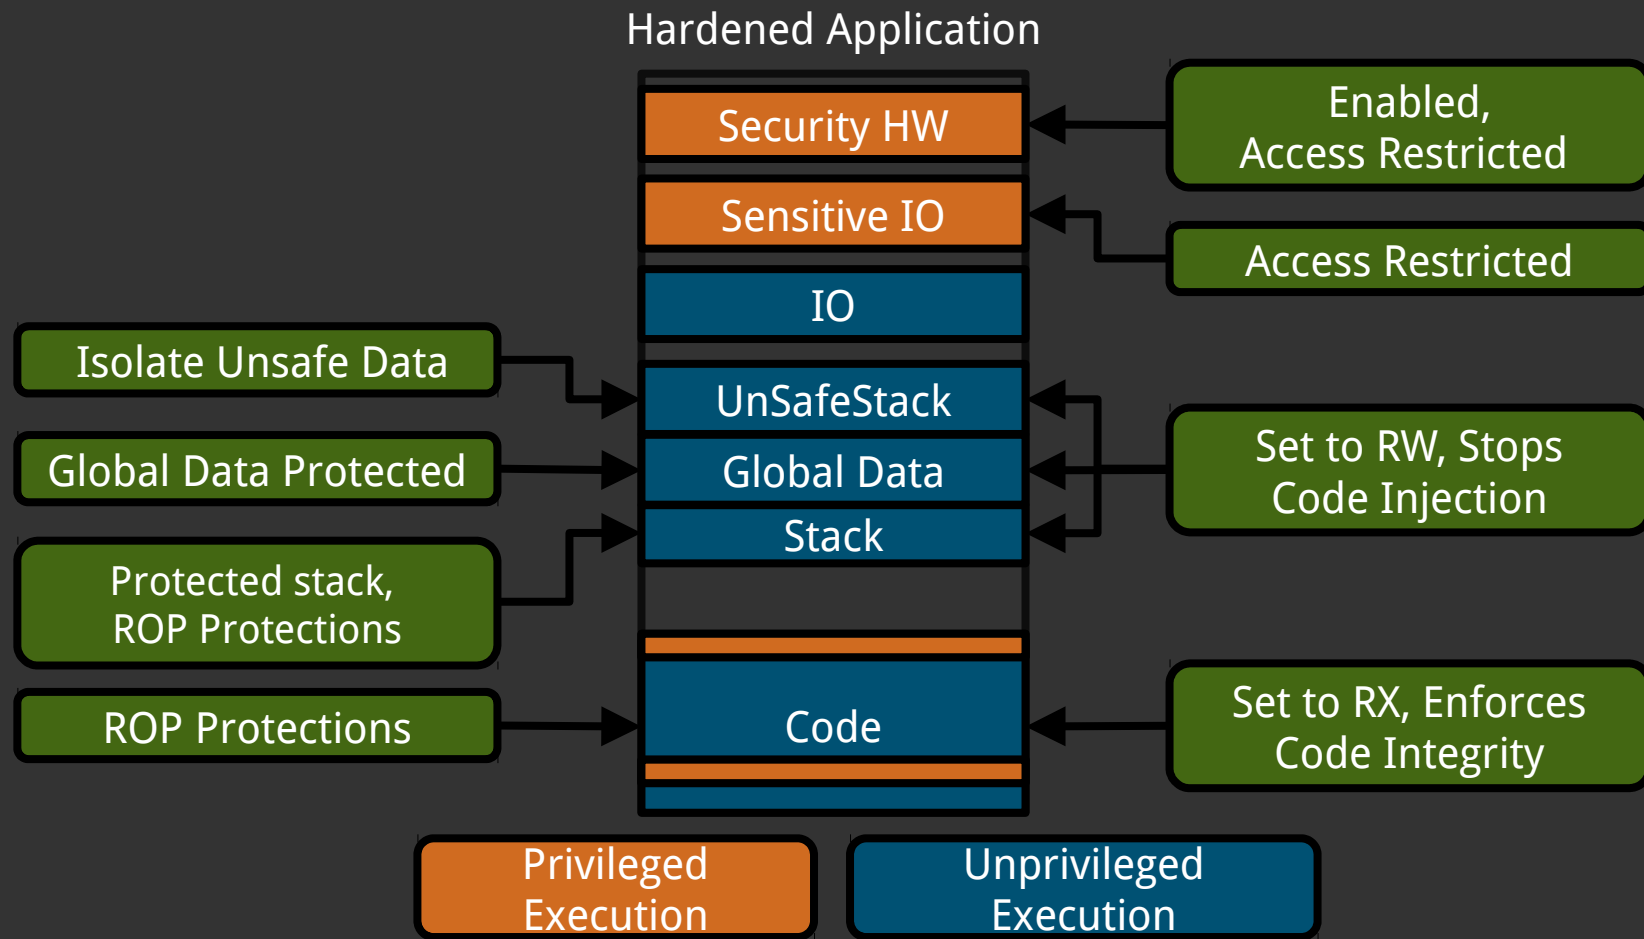 Hardened Application
Security HW
Sensitive IO
IO
UnSafeStack
Global Data
Stack
Code
Isolate Unsafe Data
Global Data Protected
Protected stack,
ROP Protections
ROP Protections
Enabled,
Access Restricted
Access Restricted
Set to RW, Stops
Code Injection
Set to RX, Enforces
Code Integrity
Privileged
Execution
Unprivileged
Execution